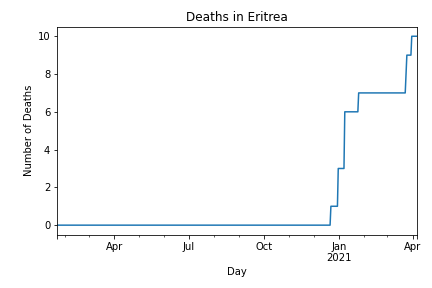 Deaths in Eritrea
10
8
6
4
2
0
Number of Deaths
Apr
Jul
Oct
Jan
2021
Apr
Day